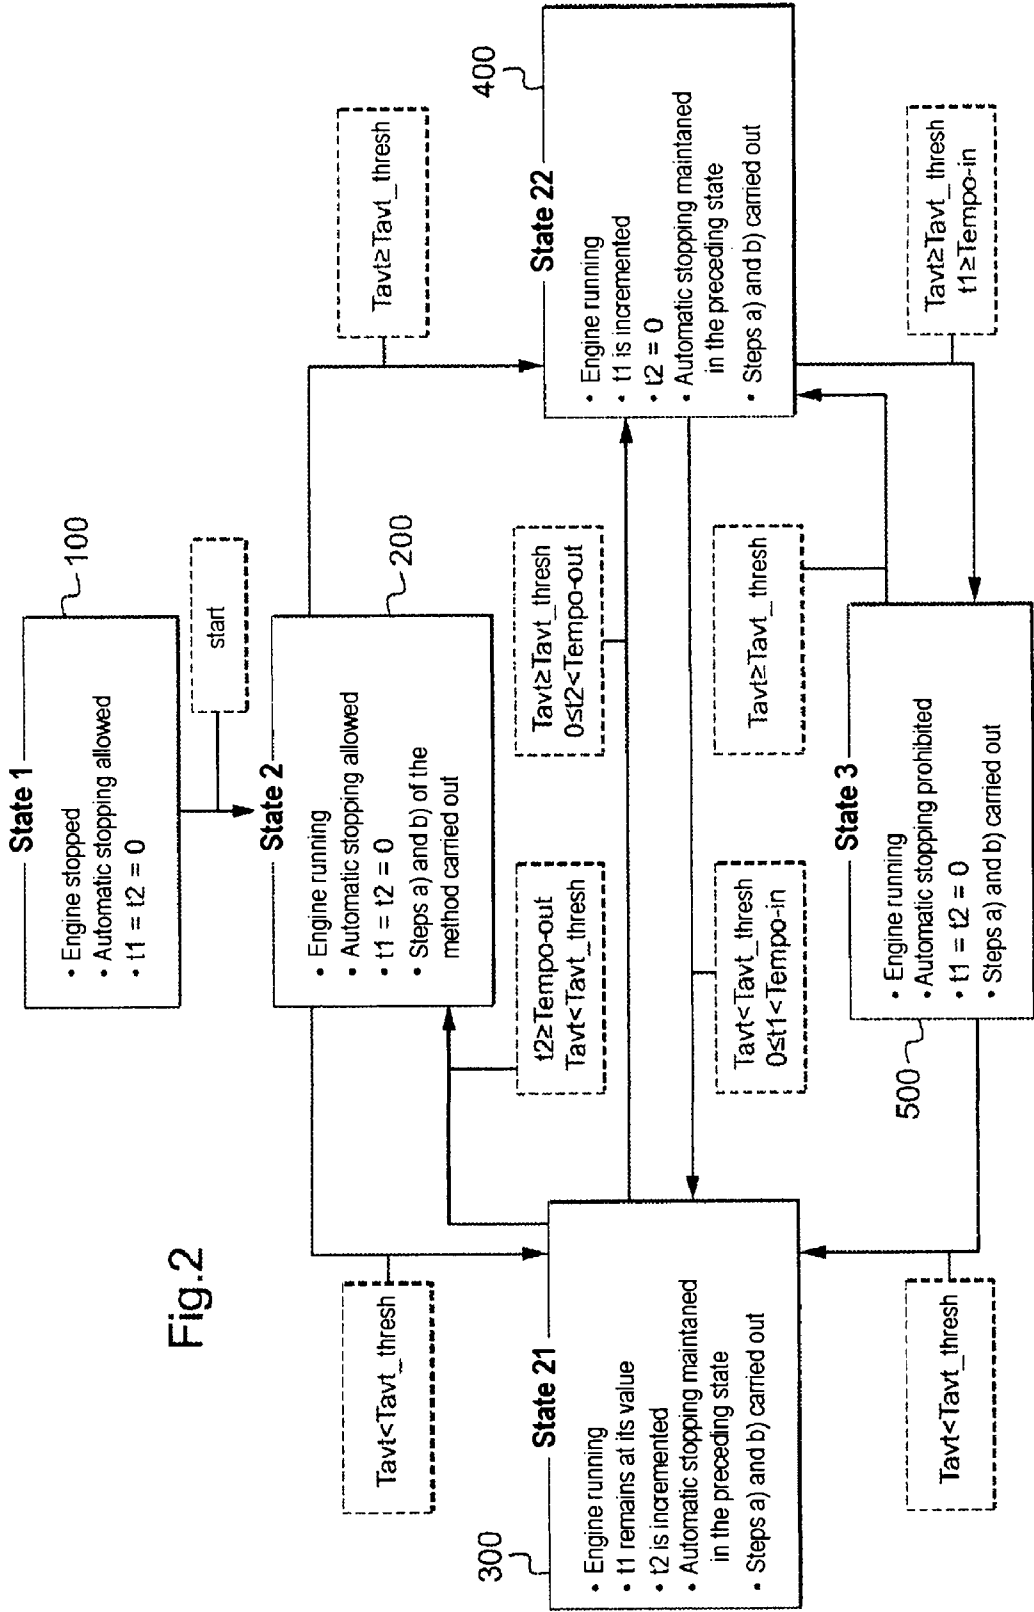 State 1
• Engine stopped
• Automatic stopping allowed
• t1 = t2 = 0
100
start
State 2
• Engine running
• Automatic stopping allowed
• t1 = t2 = 0
• Steps a) and b) of the
method carried out
200
Fig.2
Tavt<Tavt_thresh
Tavt≥Tavt_thresh
t2≥Tempo-out
Tavt<Tavt_thresh
Tavt≥Tavt_thresh
0≤t2<Tempo-out
300
State 21
• Engine running
• t1 remains at its value
• t2 is incremented
• Automatic stopping maintaned
in the preceding state
• Steps a) and b) carried out
400
State 22
• Engine running
• t1 is incremented
• t2 = 0
• Automatic stopping maintaned
in the preceding state
• Steps a) and b) carried out
Tavt<Tavt_thresh
0≤t1<Tempo-in
Tavt≥Tavt_thresh
State 3
• Engine running
• Automatic stopping prohibited
• t1 = t2 = 0
• Steps a) and b) carried out
500
Tavt<Tavt_thresh
Tavt≥Tavt_thresh
t1≥Tempo-in